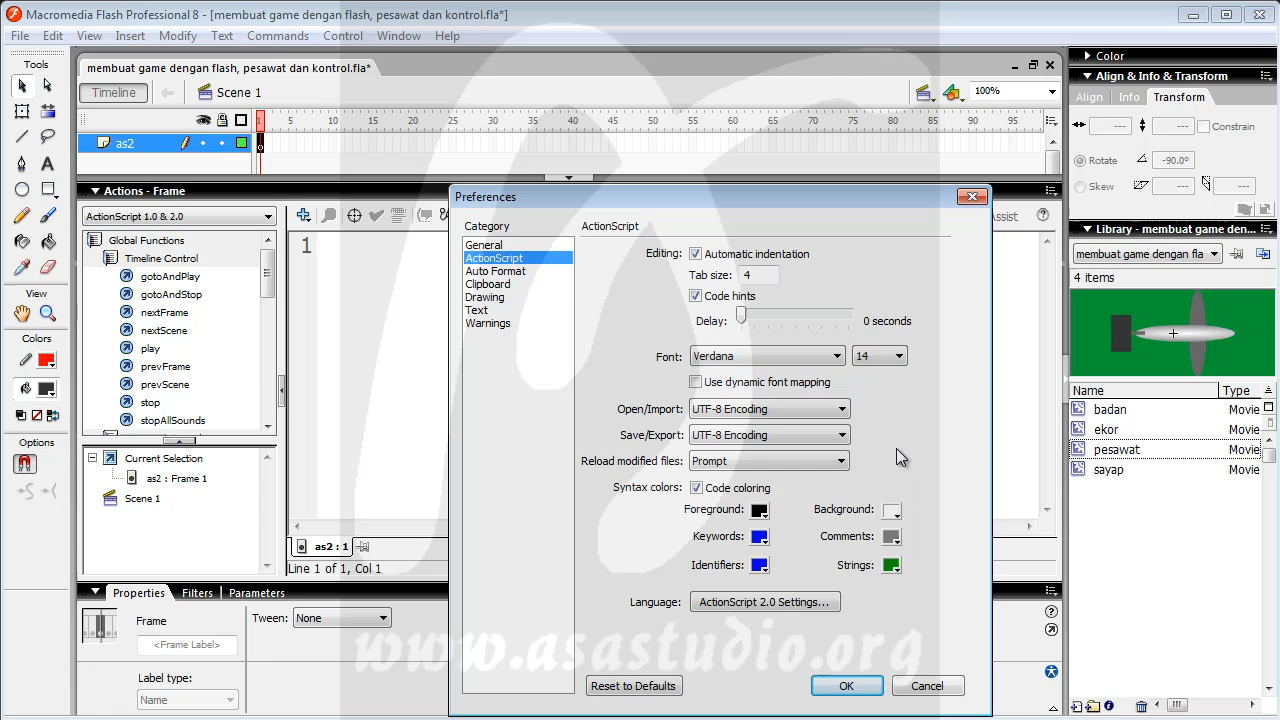 Macromedia Flash Professional 8 - [membuat game dengan flash, pesawat dan kontrol.fla*]
File Edit View Insert Modify Text Commands Control Window Help
Tools
View
Colors
Options
membuat game dengan flash, pesawat dan kontrol.fla*
Timeline
Scene 1
100%
1 5 10 15 20 25 30 35 40 45 50 55 60 65 70 75 80 85 90 95
as2
Actions - Frame
ActionScript 1.0 & 2.0
Global Functions
Timeline Control
gotoAndPlay
gotoAndStop
nextFrame
nextScene
play
prevFrame
prevScene
stop
stopAllSounds
Current Selection
as2 : Frame 1
Scene 1
1
Assist
as2 : 1
Line 1 of 1, Col 1
Preferences
Category
General
ActionScript
Auto Format
Clipboard
Drawing
Text
Warnings
ActionScript
Editing: Automatic indentation
Tab size: 4
Code hints
Delay: 0 seconds
Font: Verdana 14
Use dynamic font mapping
Open/Import: UTF-8 Encoding
Save/Export: UTF-8 Encoding
Reload modified files: Prompt
Syntax colors: Code coloring
Foreground: Background:
Keywords: Comments:
Identifiers: Strings:
Language: ActionScript 2.0 Settings...
Reset to Defaults OK Cancel
Properties Filters Parameters
Frame
<Frame Label>
Label type:
Name
Tween: None
Color
Align & Info & Transform
Align Info Transform
--- --- Constrain
Rotate -90.0°
Skew --- ---
Library - membuat game den...
membuat game dengan fla
4 items
Name Type
badan Movie
ekor Movie
pesawat Movie
sayap Movie
www.asastudio.org